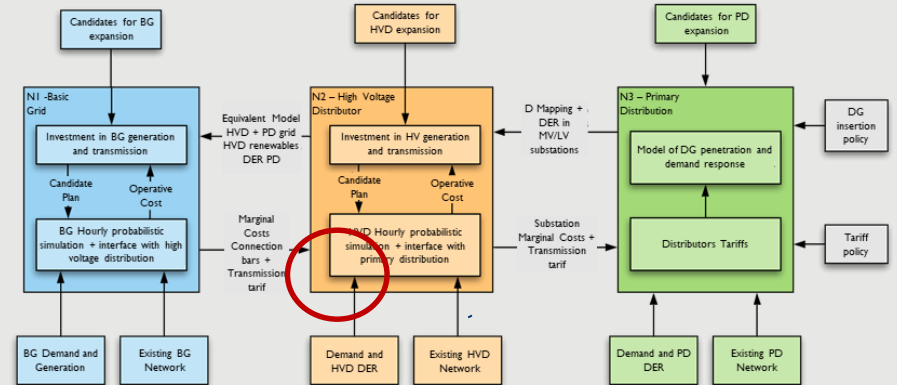 Candidates for BG
expansion
Candidates for
HVD expansion
Candidates for PD
expansion
N1 -Basic
Grid
Investment in BG generation
and transmission
Candidate
Plan
Operative
Cost
BG Hourly probabilistic
simulation + interface with high
voltage distribution
BG Demand and
Generation
Existing BG
Network
Equivalent Model
HVD + PD grid
HVD renewables
DER PD
Marginal
Costs
Connection
bars +
Transmission
tarif
N2 – High Voltage
Distributor
Investment in HV generation
and transmission
Candidate
Plan
Operative
Cost
HVD Hourly probabilistic
simulation + interface with
primary distribution
Demand and
HVD DER
Existing HVD
Network
D Mapping +
DER in
MV/LV
substations
Substation
Marginal Costs +
Transmission
tarif
N3 – Primary
Distribution
Model of DG penetration and
demand response
Distributors Tariffs
Demand and PD
DER
Existing PD
Network
DG
insertion
policy
Tariff
policy